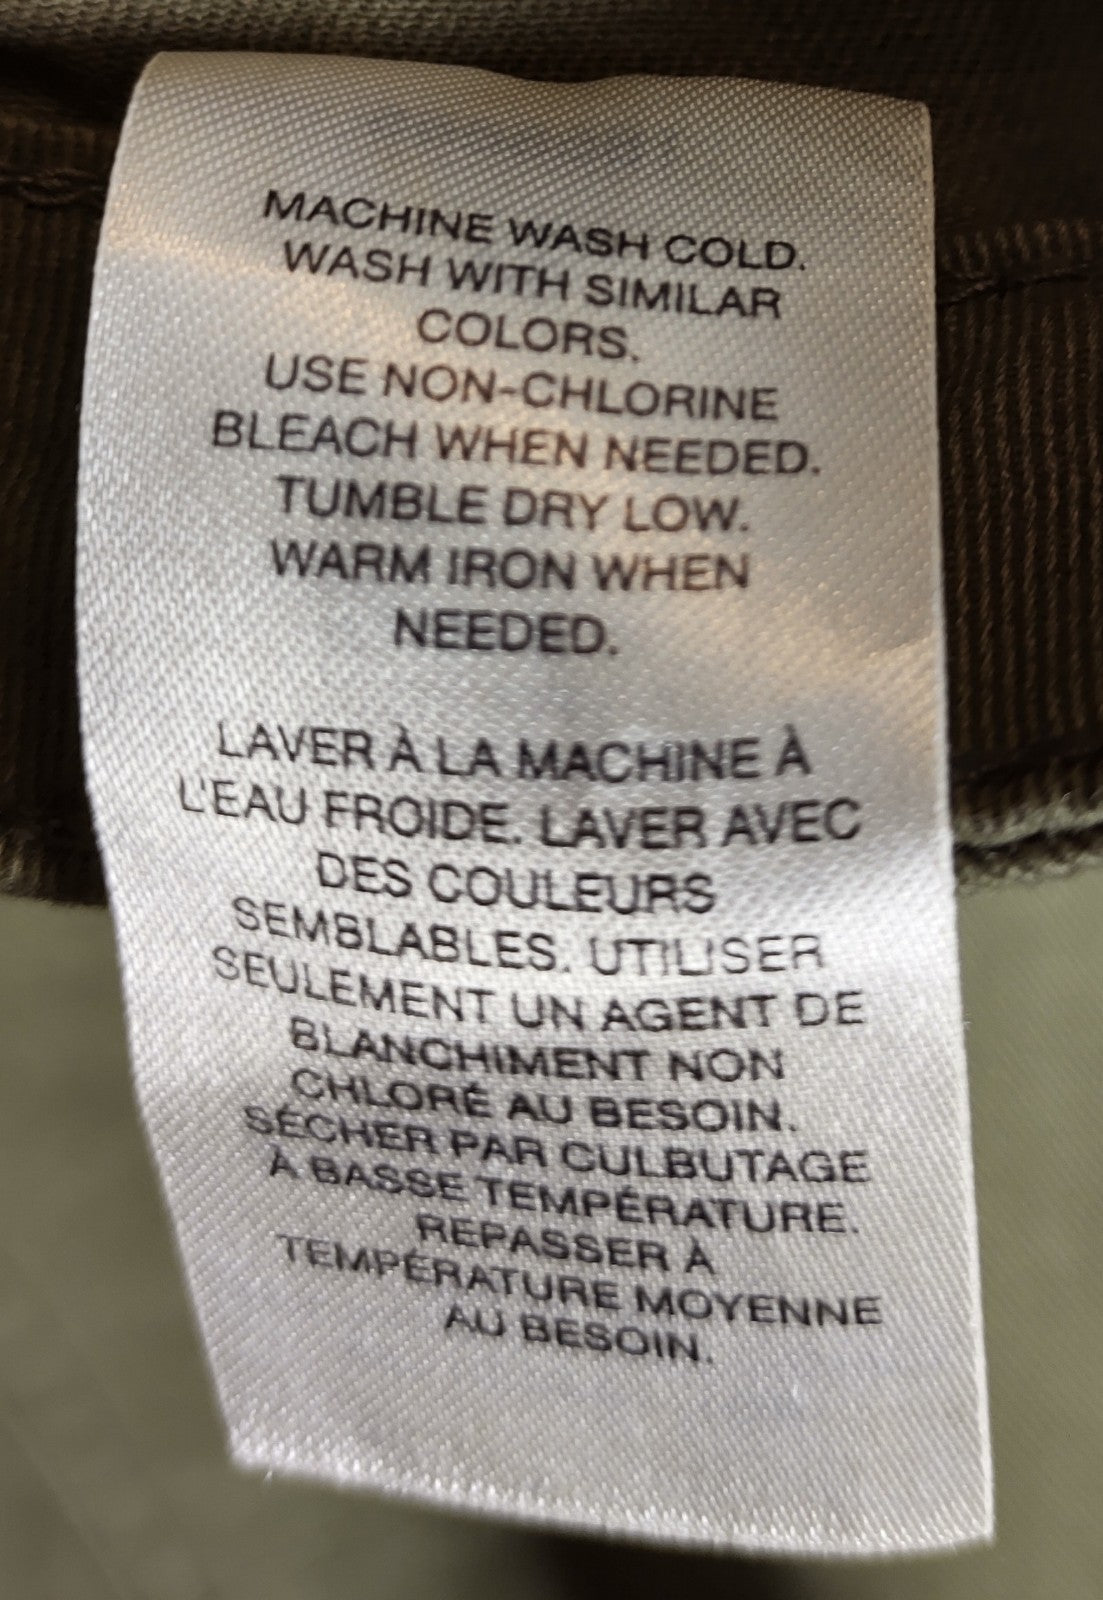 MACHINE WASH COLD.
WASH WITH SIMILAR
COLORS.
USE NON-CHLORINE
BLEACH WHEN NEEDED.
TUMBLE DRY LOW.
WARM IRON WHEN
NEEDED.
LAVER À LA MACHINE À
L'EAU FROIDE. LAVER AVEC
DES COULEURS
SEMBLABLES. UTILISER
SEULEMENT UN AGENT DE
BLANCHIMENT NON
CHLORÉ AU BESOIN.
SÉCHER PAR CULBUTAGE
À BASSE TEMPÉRATURE.
REPASSER À
TEMPÉRATURE MOYENNE
AU BESOIN.